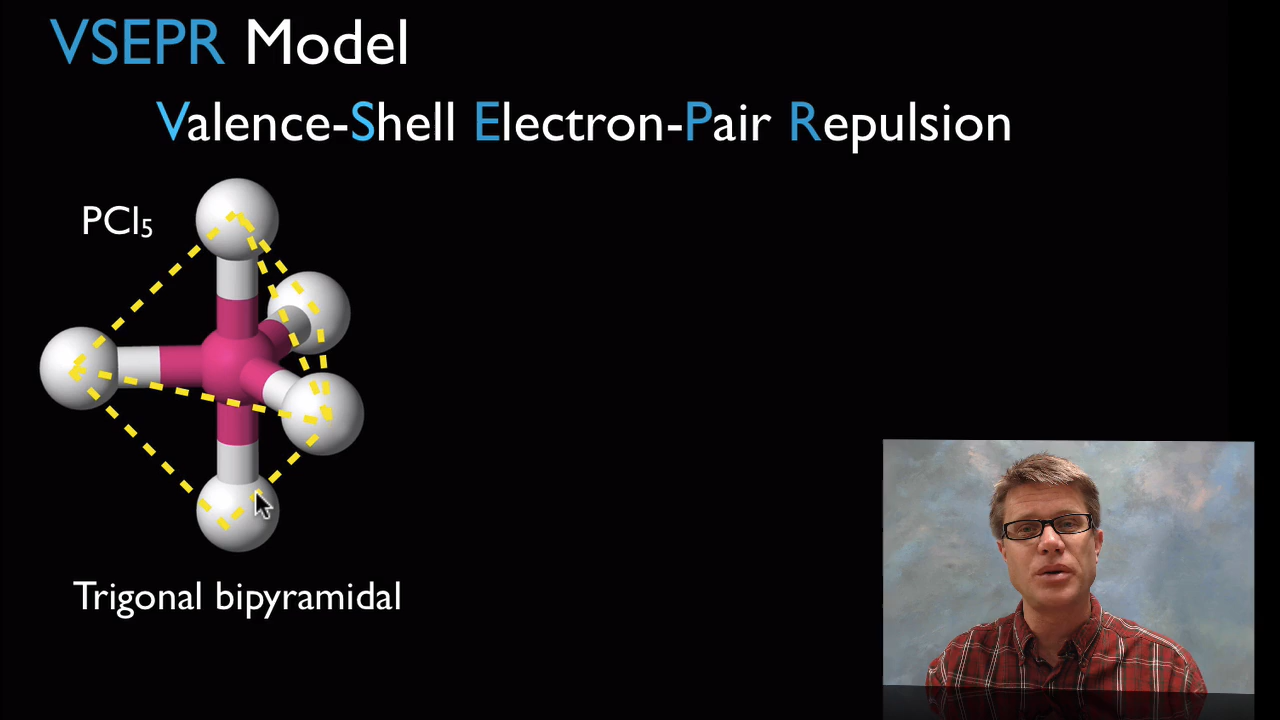 VSEPR Model
Valence-Shell Electron-Pair Repulsion
PCl₅
Trigonal bipyramidal